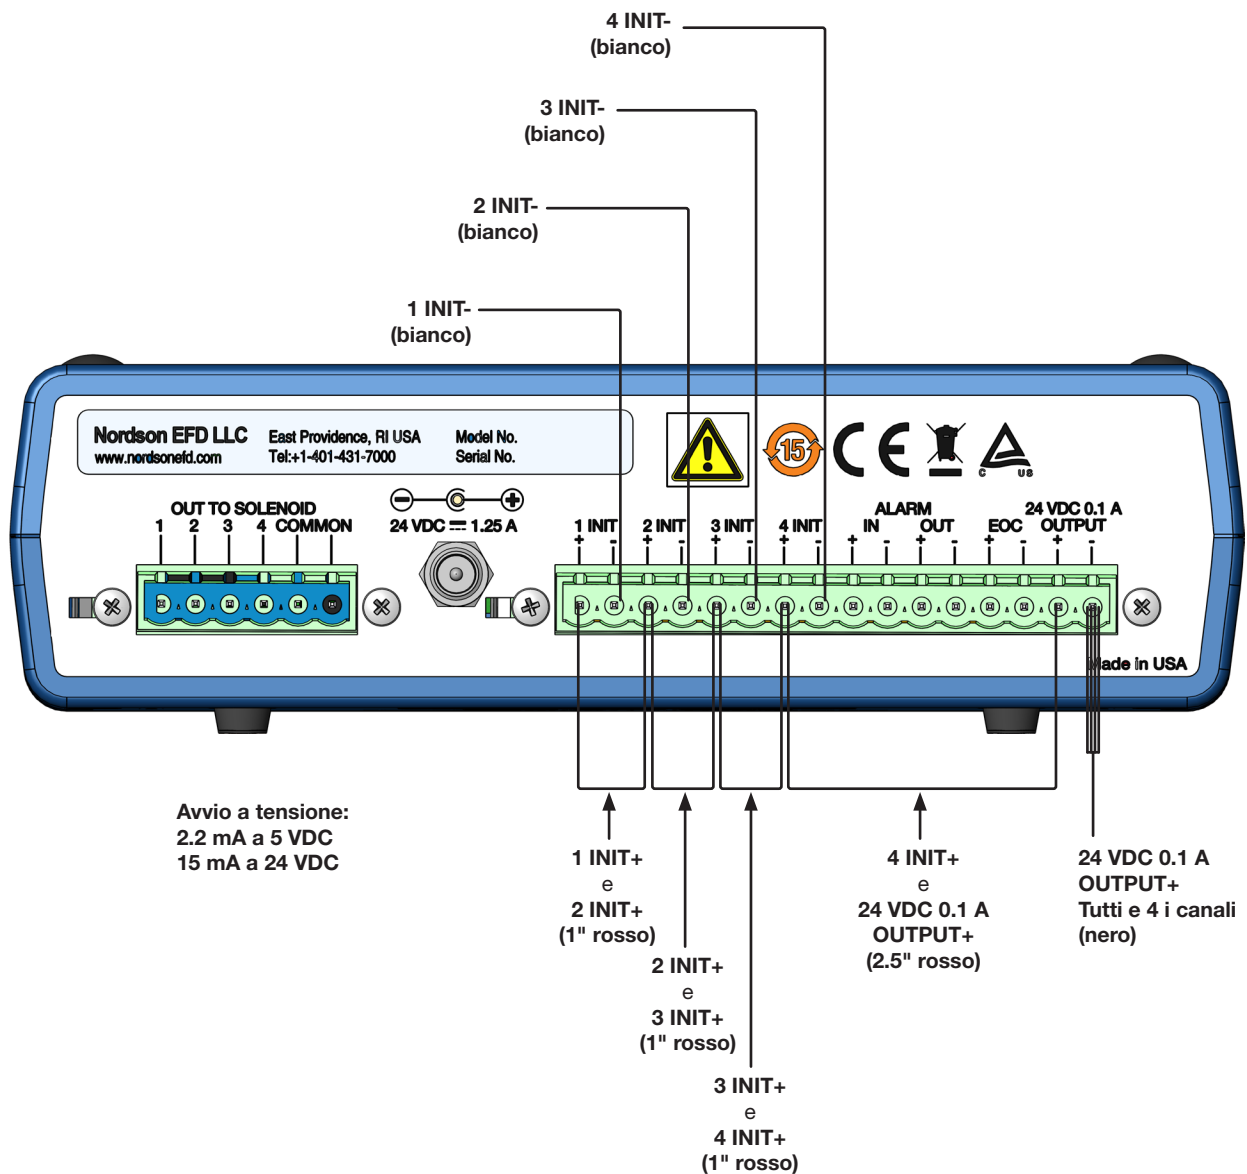 4 INIT-
(bianco)
3 INIT-
(bianco)
2 INIT-
(bianco)
1 INIT-
(bianco)
Nordson EFD LLC
www.nordsonefd.com
East Providence, RI USA
Tel:+1-401-431-7000
Model No.
Serial No.
15
C US
OUT TO SOLENOID
1 2 3 4 COMMON
24 VDC 1.25 A
1 INIT
2 INIT
3 INIT
4 INIT
ALARM
IN OUT
EOC
24 VDC 0.1 A
OUTPUT
+ - + - + - + - + - + - + - + -
Made in USA
Avvio a tensione:
2.2 mA a 5 VDC
15 mA a 24 VDC
1 INIT+
e
2 INIT+
(1" rosso)
2 INIT+
e
3 INIT+
(1" rosso)
3 INIT+
e
4 INIT+
(1" rosso)
4 INIT+
e
24 VDC 0.1 A
OUTPUT+
(2.5" rosso)
24 VDC 0.1 A
OUTPUT+
Tutti e 4 i canali
(nero)